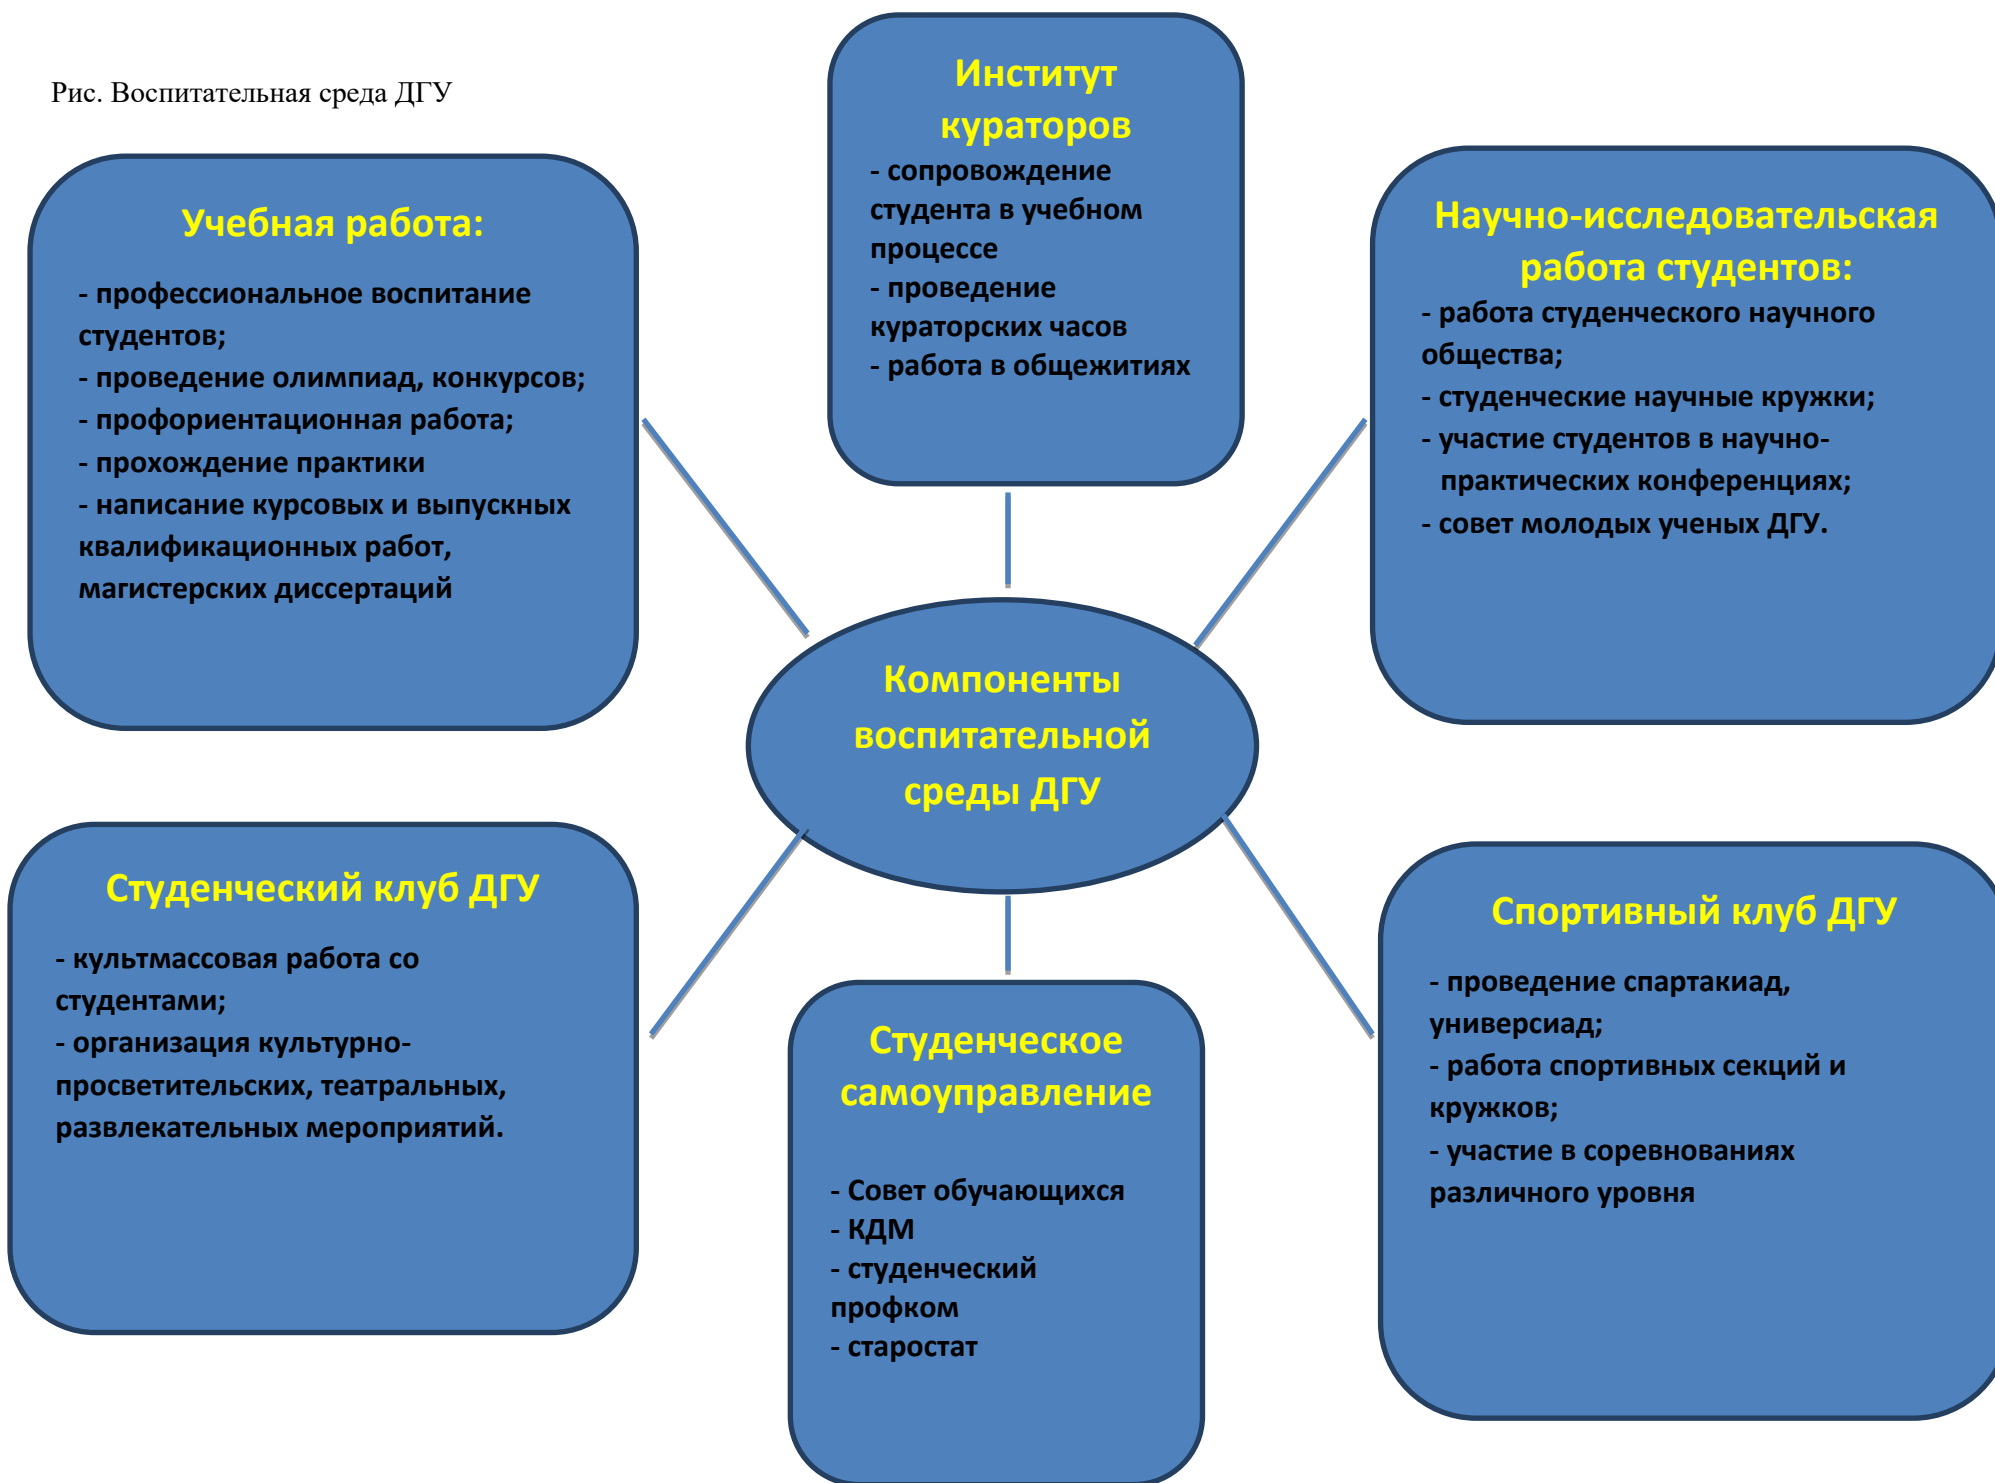 Рис. Воспитательная среда ДГУ
Институт
кураторов
- сопровождение
студента в учебном
процессе
- проведение
кураторских часов
- работа в общежитиях
Учебная работа:
- профессиональное воспитание
студентов;
- проведение олимпиад, конкурсов;
- профориентационная работа;
- прохождение практики
- написание курсовых и выпускных
квалификационных работ,
магистерских диссертаций
Научно-исследовательская
работа студентов:
- работа студенческого научного
общества;
- студенческие научные кружки;
- участие студентов в научно-
практических конференциях;
- совет молодых ученых ДГУ.
Компоненты
воспитательной
среды ДГУ
Студенческий клуб ДГУ
- культмассовая работа со
студентами;
- организация культурно-
просветительских, театральных,
развлекательных мероприятий.
Студенческое
самоуправление
- Совет обучающихся
- КДМ
- студенческий
профком
- старостат
Спортивный клуб ДГУ
- проведение спартакиад,
универсиад;
- работа спортивных секций и
кружков;
- участие в соревнованиях
различного уровня